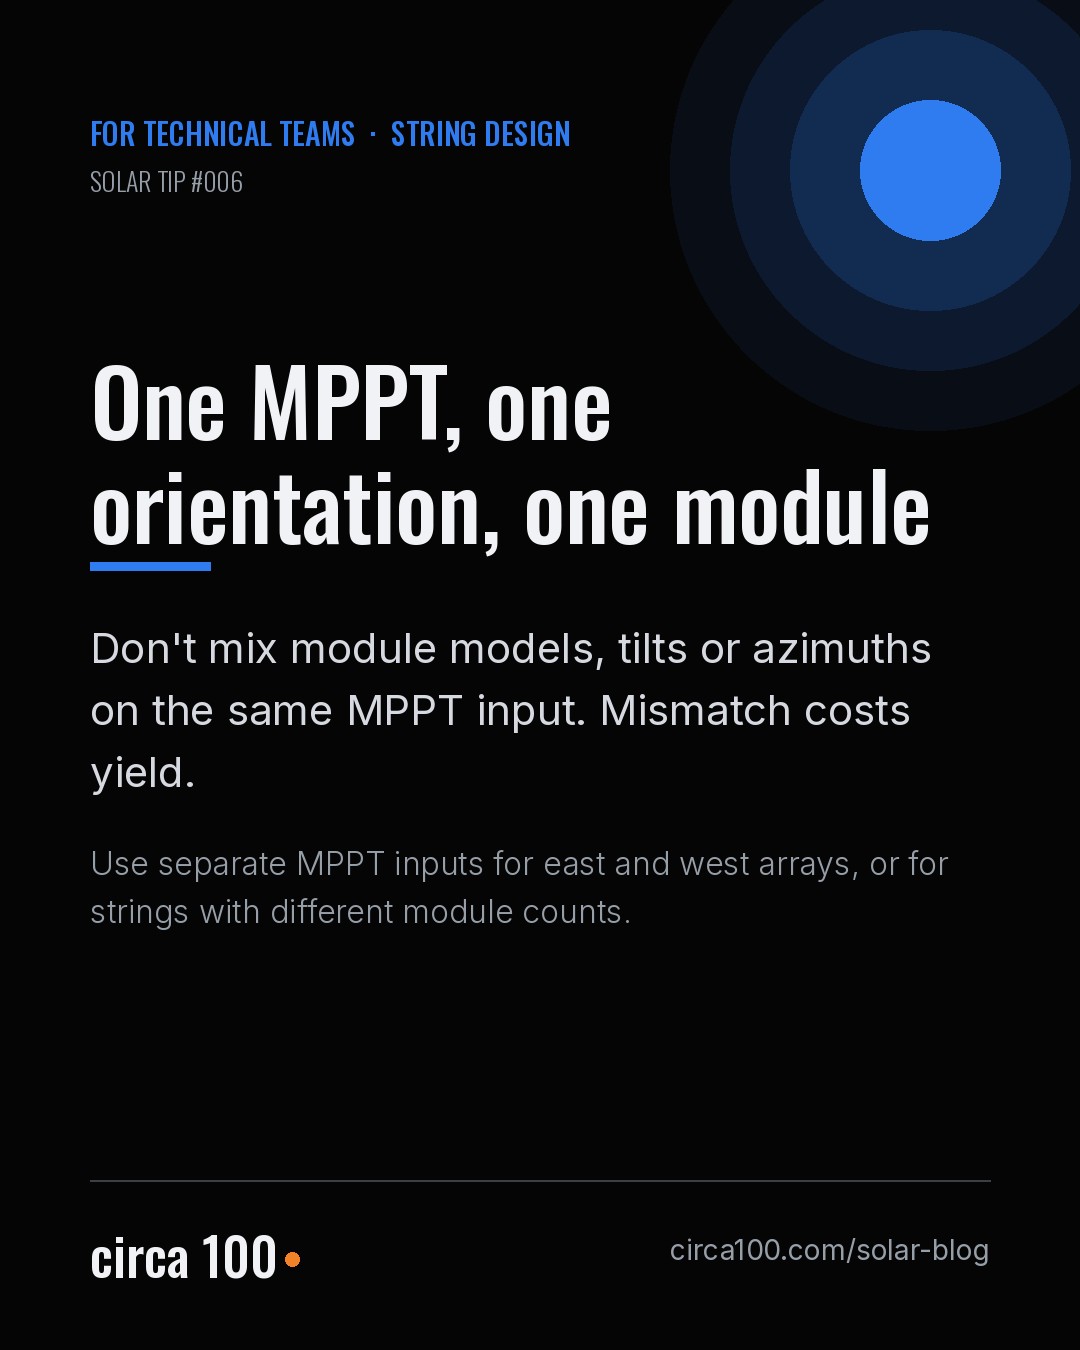 FOR TECHNICAL TEAMS · STRING DESIGN
SOLAR TIP #006
One MPPT, one
orientation, one module
Don't mix module models, tilts or azimuths
on the same MPPT input. Mismatch costs
yield.
Use separate MPPT inputs for east and west arrays, or for
strings with different module counts.
circa 100
circa100.com/solar-blog